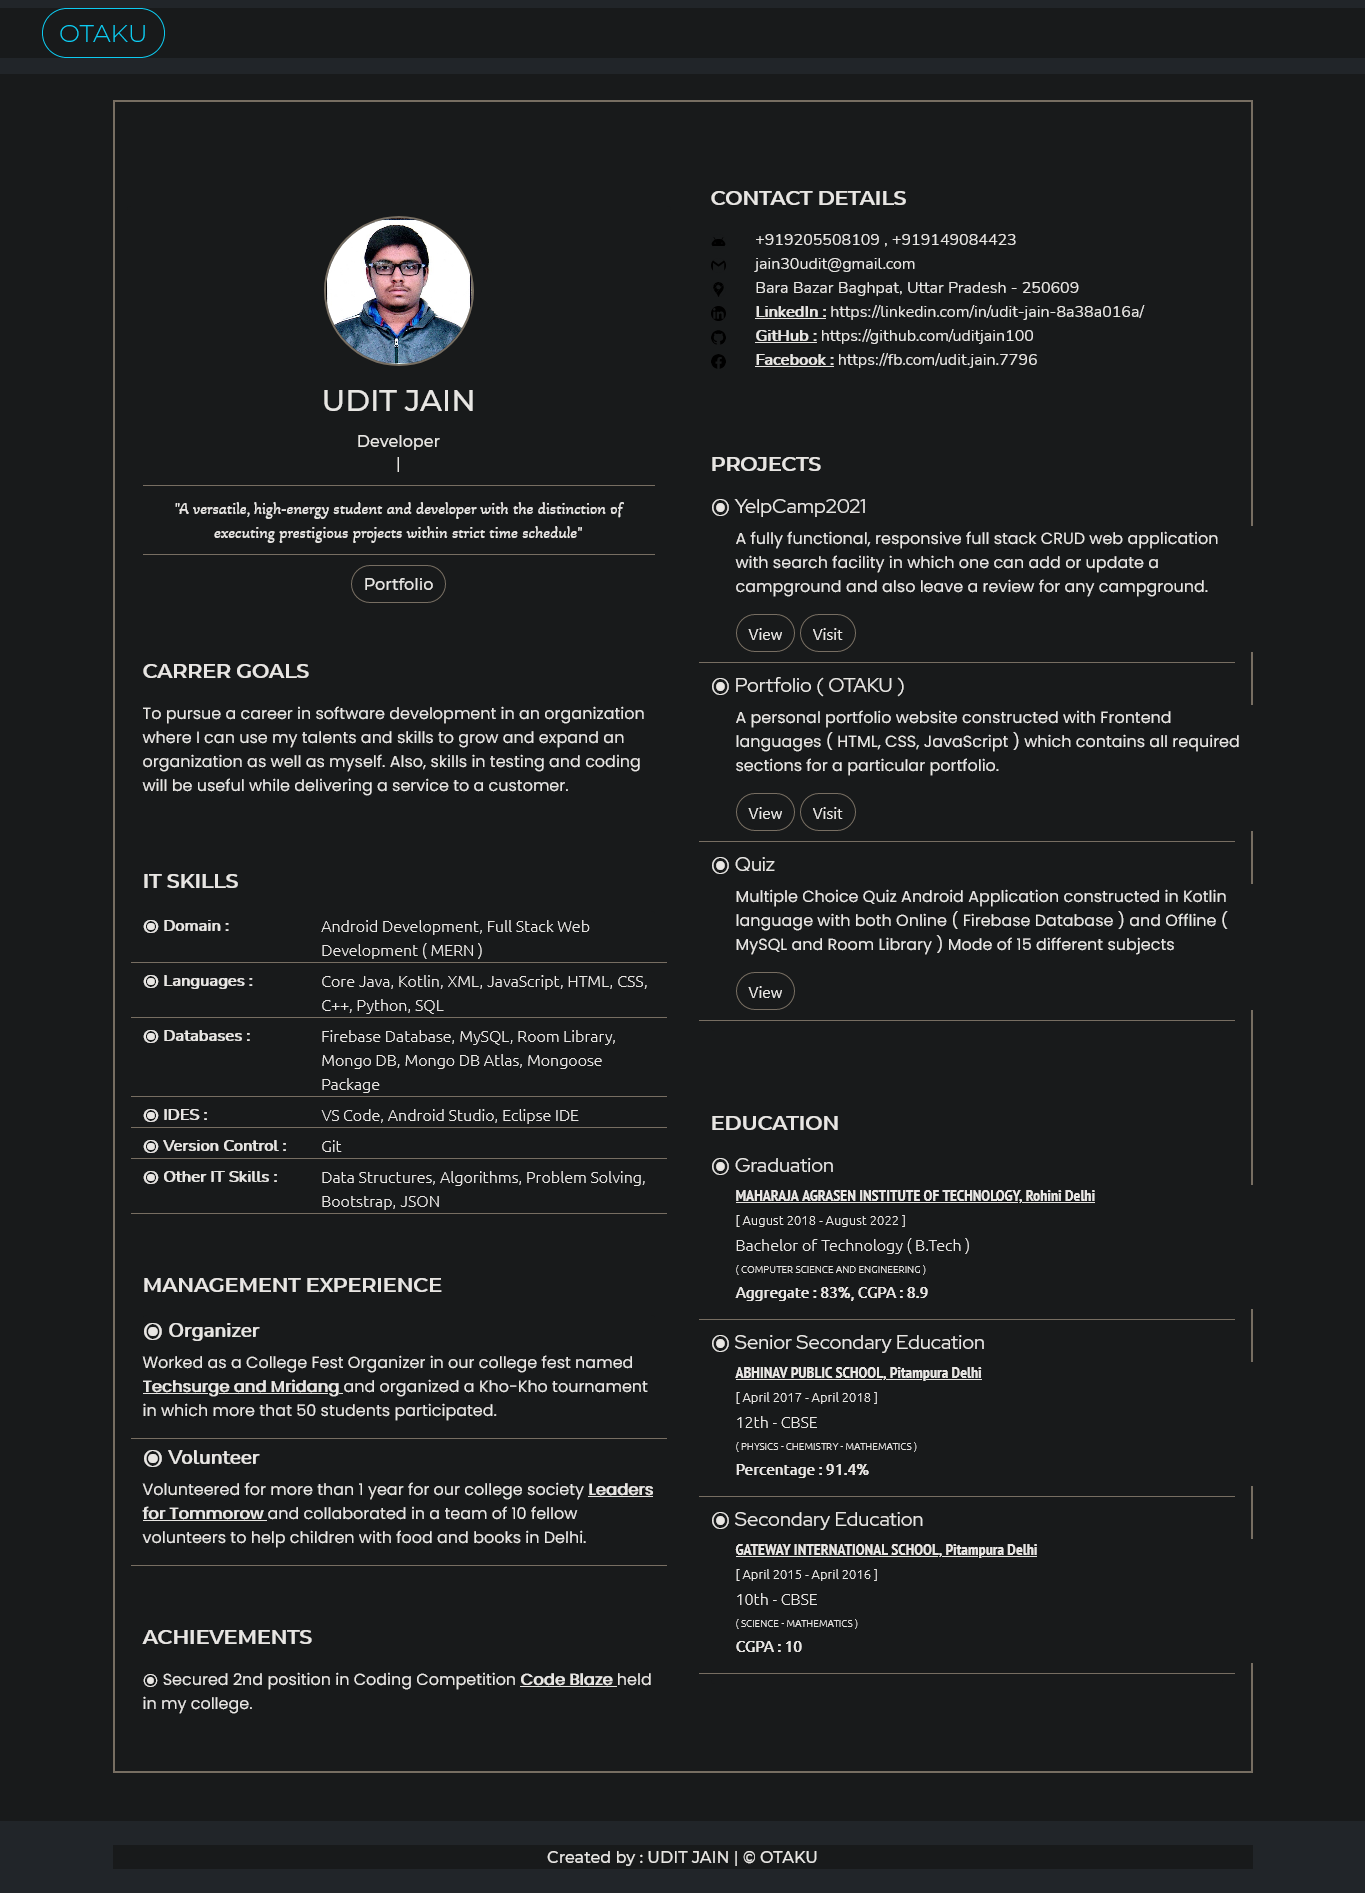 OTAKU
UDIT JAIN
Developer
|
"A versatile, high-energy student and developer with the distinction of
executing prestigious projects within strict time schedule"
Portfolio
CARRER GOALS
To pursue a career in software development in an organization
where I can use my talents and skills to grow and expand an
organization as well as myself. Also, skills in testing and coding
will be useful while delivering a service to a customer.
IT SKILLS
Domain :
Android Development, Full Stack Web
Development ( MERN )
Languages :
Core Java, Kotlin, XML, JavaScript, HTML, CSS,
C++, Python, SQL
Databases :
Firebase Database, MySQL, Room Library,
Mongo DB, Mongo DB Atlas, Mongoose
Package
IDES :
VS Code, Android Studio, Eclipse IDE
Version Control :
Git
Other IT Skills :
Data Structures, Algorithms, Problem Solving,
Bootstrap, JSON
MANAGEMENT EXPERIENCE
Organizer
Worked as a College Fest Organizer in our college fest named
Techsurge and Mridang and organized a Kho-Kho tournament
in which more that 50 students participated.
Volunteer
Volunteered for more than 1 year for our college society Leaders
for Tommorow and collaborated in a team of 10 fellow
volunteers to help children with food and books in Delhi.
ACHIEVEMENTS
Secured 2nd position in Coding Competition Code Blaze held
in my college.
CONTACT DETAILS
+919205508109 , +919149084423
jain30udit@gmail.com
Bara Bazar Baghpat, Uttar Pradesh - 250609
LinkedIn : https://linkedin.com/in/udit-jain-8a38a016a/
GitHub : https://github.com/uditjain100
Facebook : https://fb.com/udit.jain.7796
PROJECTS
YelpCamp2021
A fully functional, responsive full stack CRUD web application
with search facility in which one can add or update a
campground and also leave a review for any campground.
View Visit
Portfolio ( OTAKU )
A personal portfolio website constructed with Frontend
languages ( HTML, CSS, JavaScript ) which contains all required
sections for a particular portfolio.
View Visit
Quiz
Multiple Choice Quiz Android Application constructed in Kotlin
language with both Online ( Firebase Database ) and Offline (
MySQL and Room Library ) Mode of 15 different subjects
View
EDUCATION
Graduation
MAHARAJA AGRASEN INSTITUTE OF TECHNOLOGY, Rohini Delhi
[ August 2018 - August 2022 ]
Bachelor of Technology ( B.Tech )
( COMPUTER SCIENCE AND ENGINEERING )
Aggregate : 83%, CGPA : 8.9
Senior Secondary Education
ABHINAV PUBLIC SCHOOL, Pitampura Delhi
[ April 2017 - April 2018 ]
12th - CBSE
( PHYSICS - CHEMISTRY - MATHEMATICS )
Percentage : 91.4%
Secondary Education
GATEWAY INTERNATIONAL SCHOOL, Pitampura Delhi
[ April 2015 - April 2016 ]
10th - CBSE
( SCIENCE - MATHEMATICS )
CGPA : 10
Created by : UDIT JAIN | © OTAKU